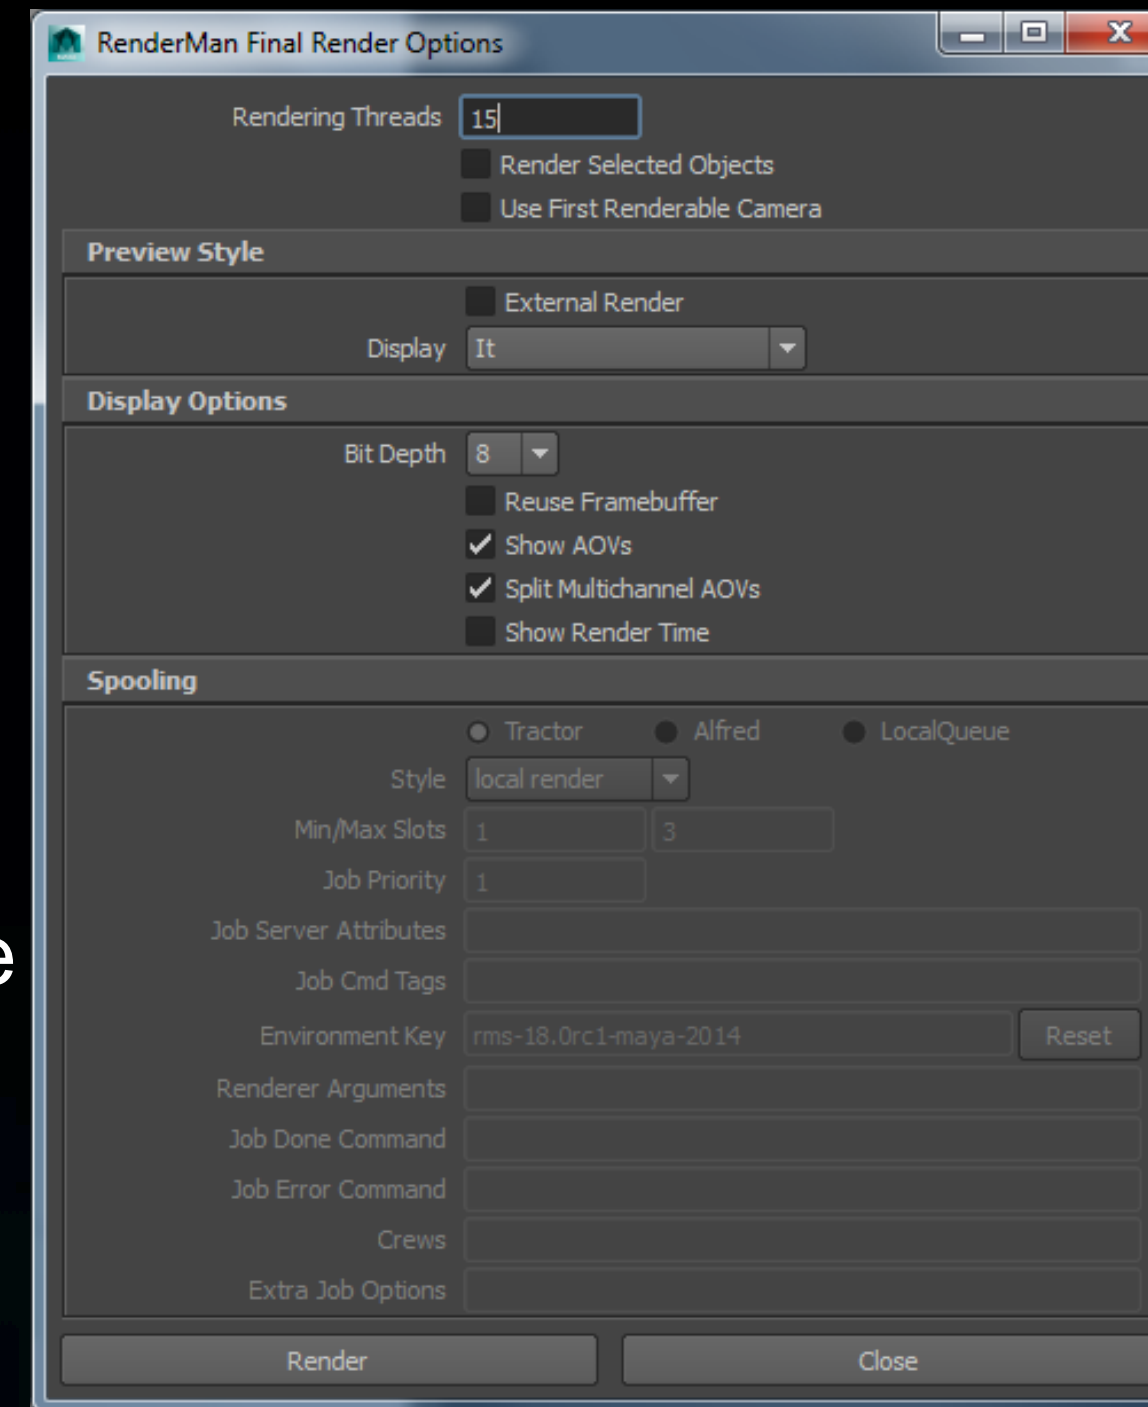 RenderMan Final Render Options
Rendering Threads 15
Render Selected Objects
Use First Renderable Camera
Preview Style
External Render
Display It
Display Options
Bit Depth 8
Reuse Framebuffer
Show AOVs
Split Multichannel AOVs
Show Render Time
Spooling
Tractor Alfred LocalQueue
Style local render
Min/Max Slots 1 3
Job Priority 1
Job Server Attributes
e
Job Cmd Tags
Environment Key rms-18.0rc1-maya-2014 Reset
Renderer Arguments
Job Done Command
Job Error Command
Crews
Extra Job Options
Render Close